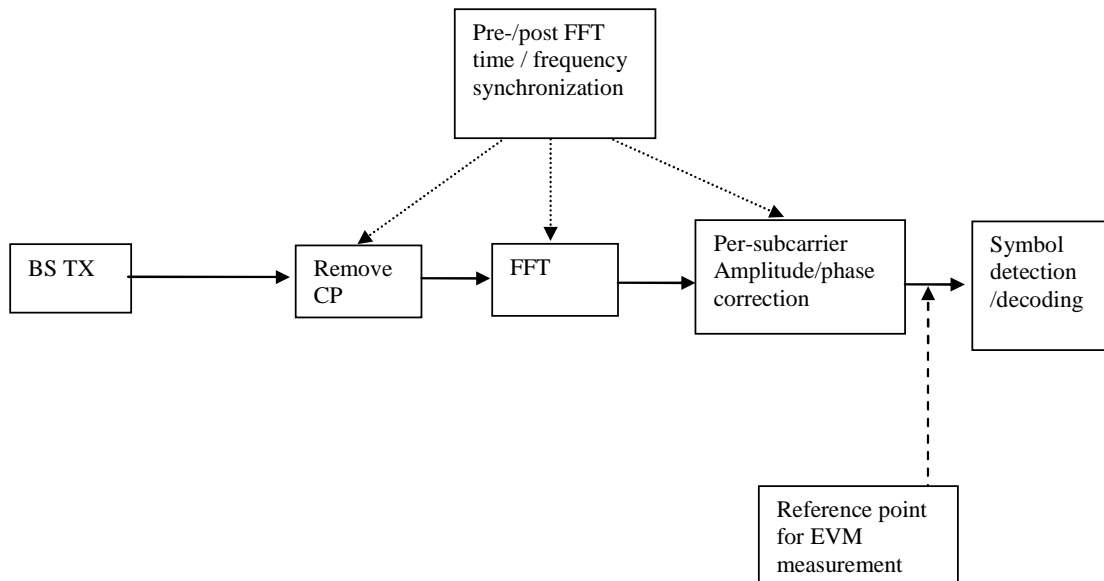 Pre-/post FFT
time / frequency
synchronization
BS TX
Remove
CP
FFT
Per-subcarrier
Amplitude/phase
correction
Symbol
detection
/decoding
Reference point
for EVM
measurement